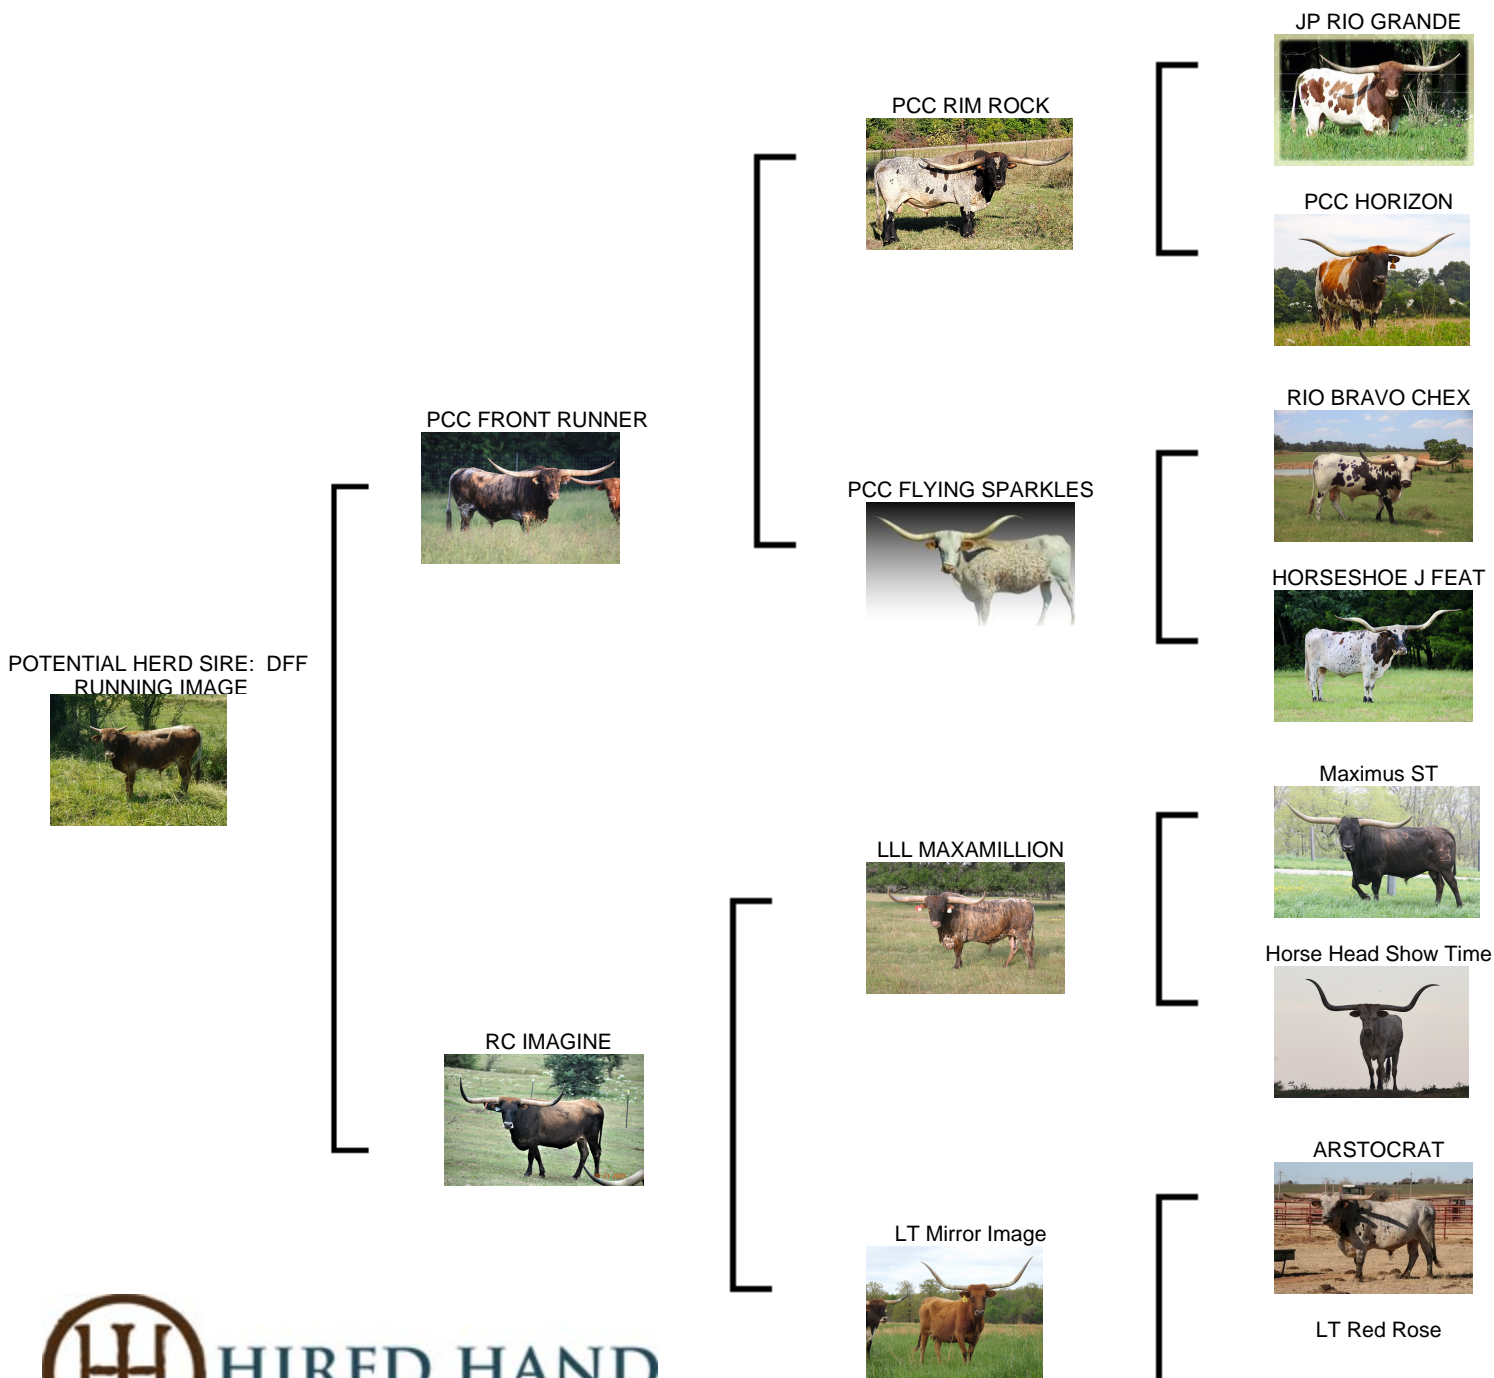 JP RIO GRANDE
PCC RIM ROCK
PCC HORIZON
RIO BRAVO CHEX
PCC FRONT RUNNER
PCC FLYING SPARKLES
HORSESHOE J FEAT
POTENTIAL HERD SIRE: DFF
RUNNING IMAGE
Maximus ST
LLL MAXAMILLION
Horse Head Show Time
RC IMAGINE
ARSTOCRAT
LT Mirror Image
LT Red Rose
HIRED HAND